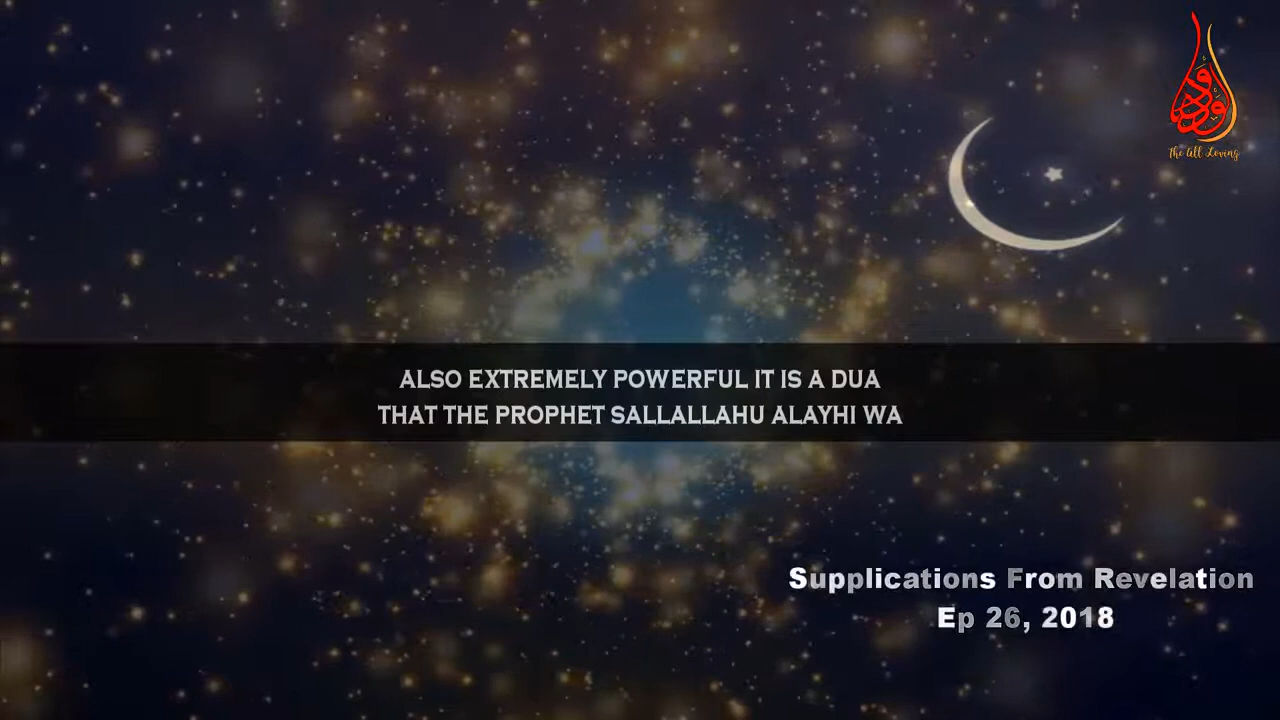 ودود
The All Loving
ALSO EXTREMELY POWERFUL IT IS A DUA
THAT THE PROPHET SALLALLAHU ALAYHI WA
Supplications From Revelation
Ep 26, 2018